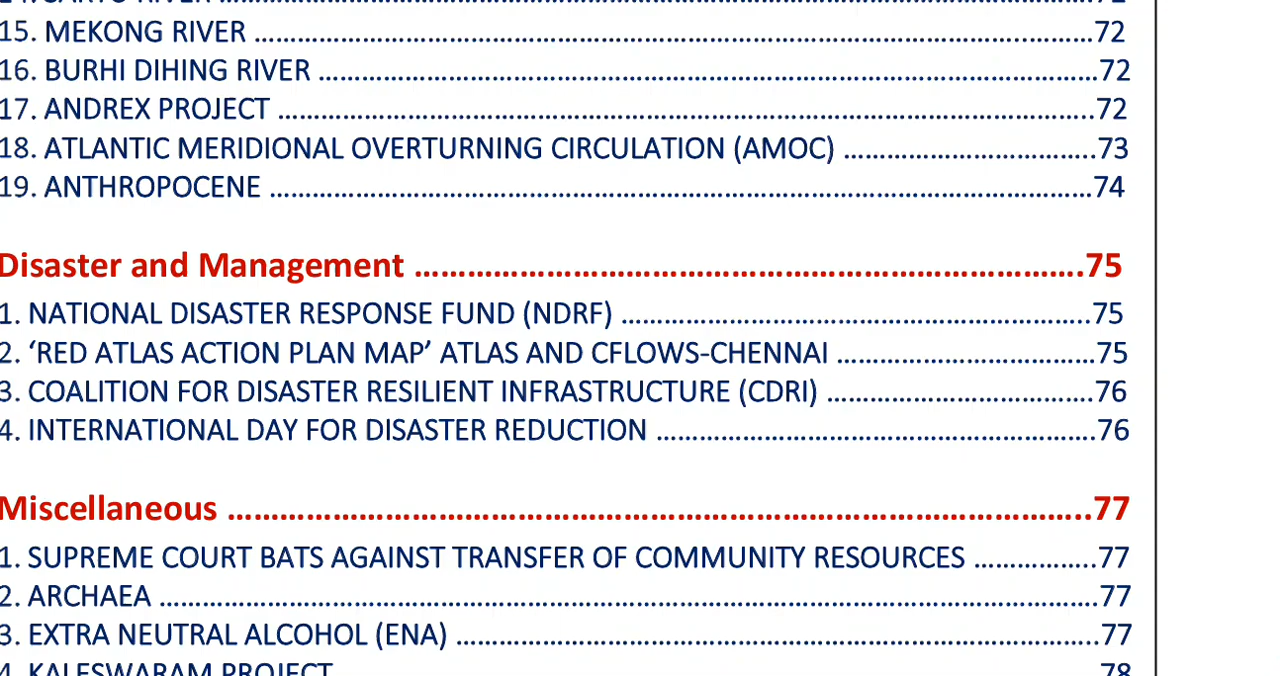 15. MEKONG RIVER ……………………………………………………………………………...……..72
16. BURHI DIHING RIVER ………………………………………………………………………………72
17. ANDREX PROJECT …………………………………………………………………………………..72
18. ATLANTIC MERIDIONAL OVERTURNING CIRCULATION (AMOC) ………………………..73
19. ANTHROPOCENE ……………………………………………………………………………………74
Disaster and Management ………………………………………………………………….75
1. NATIONAL DISASTER RESPONSE FUND (NDRF) ……………………………………………..75
2. ‘RED ATLAS ACTION PLAN MAP’ ATLAS AND CFLOWS-CHENNAI …………………………75
3. COALITION FOR DISASTER RESILIENT INFRASTRUCTURE (CDRI) ………………………….76
4. INTERNATIONAL DAY FOR DISASTER REDUCTION …………………………………………..76
Miscellaneous ……………………………………………………………………………………..77
1. SUPREME COURT BATS AGAINST TRANSFER OF COMMUNITY RESOURCES …………..77
2. ARCHAEA ……………………………………………………………………………………………….77
3. EXTRA NEUTRAL ALCOHOL (ENA) ………………………………………………………………..77
4. KALESWARAM PROJECT ……………………………………………………………………………78